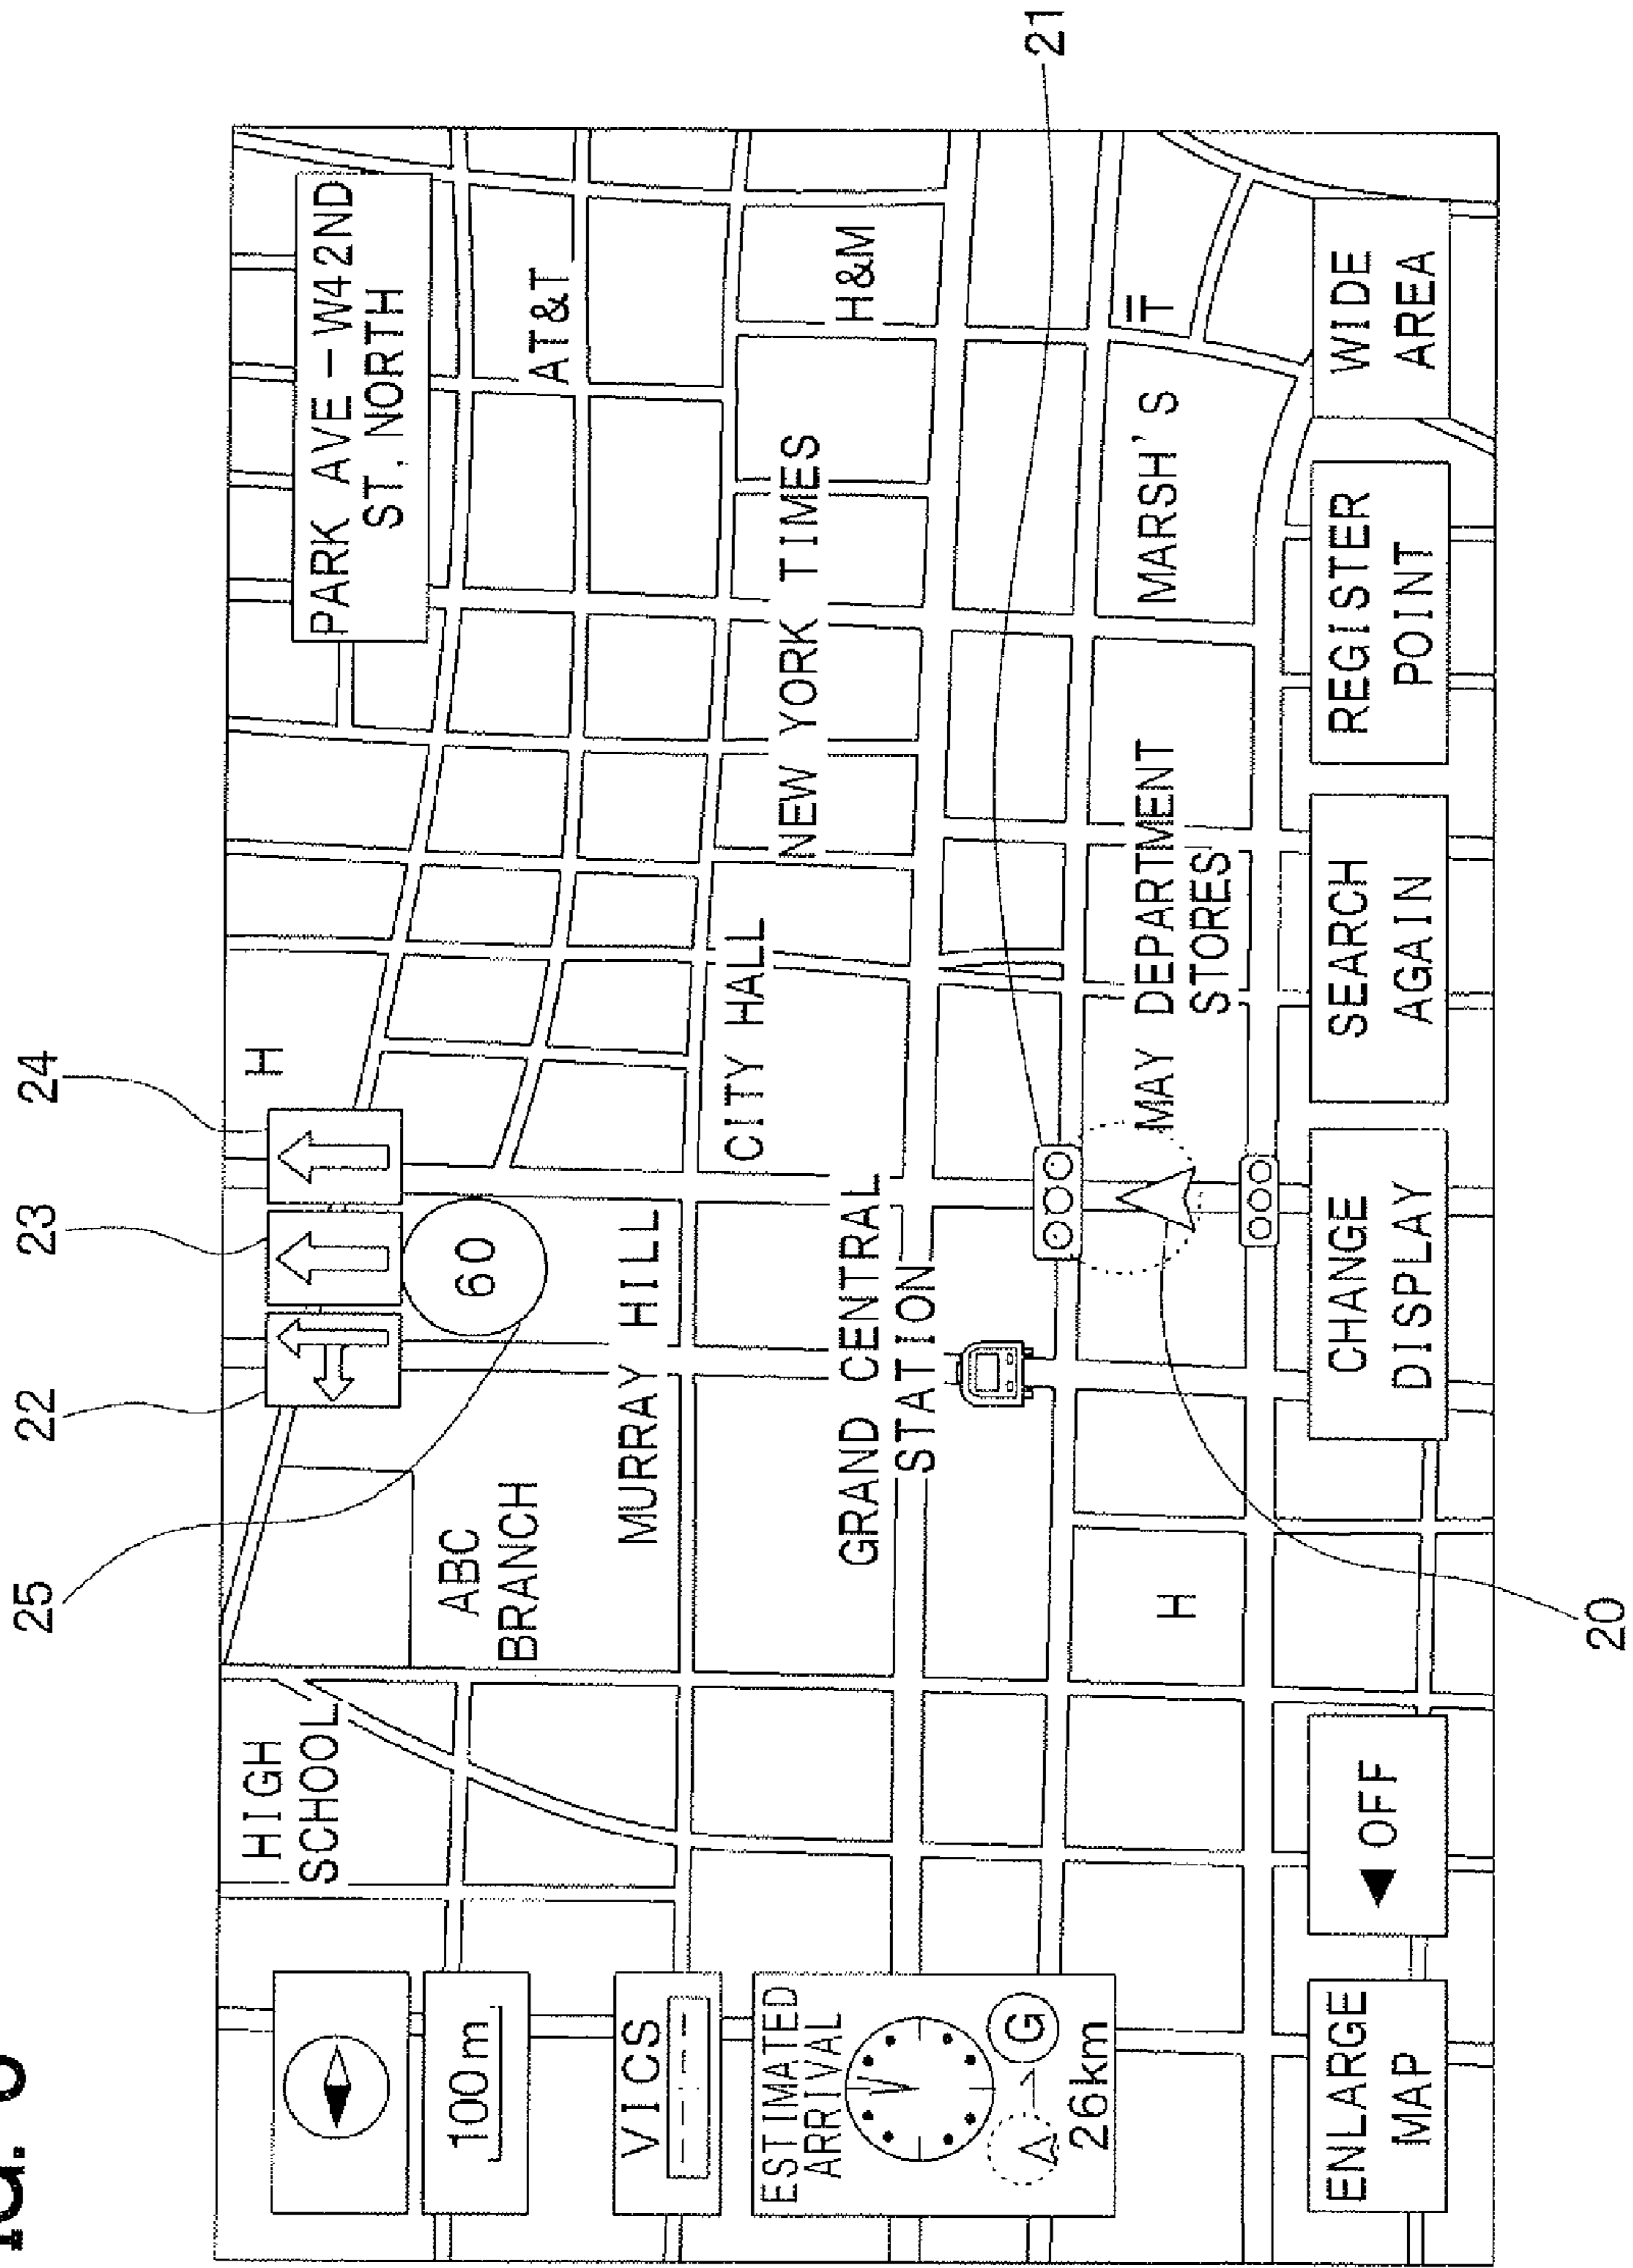 25
22
23
24
HIGH
SCHOOL
H
PARK AVE-W42ND
ST. NORTH
100m
ABC
BRANCH
60
AT&T
VICS
MURRAY HILL
CITY HALL
NEW YORK TIMES
H&M
ESTIMATED
ARRIVAL
G
26km
GRAND CENTRAL
STATION
21
H
MAY DEPARTMENT
STORES
MARSH'S
T
ENLARGE
MAP
◀OFF
CHANGE
DISPLAY
SEARCH
AGAIN
REGISTER
POINT
WIDE
AREA
20